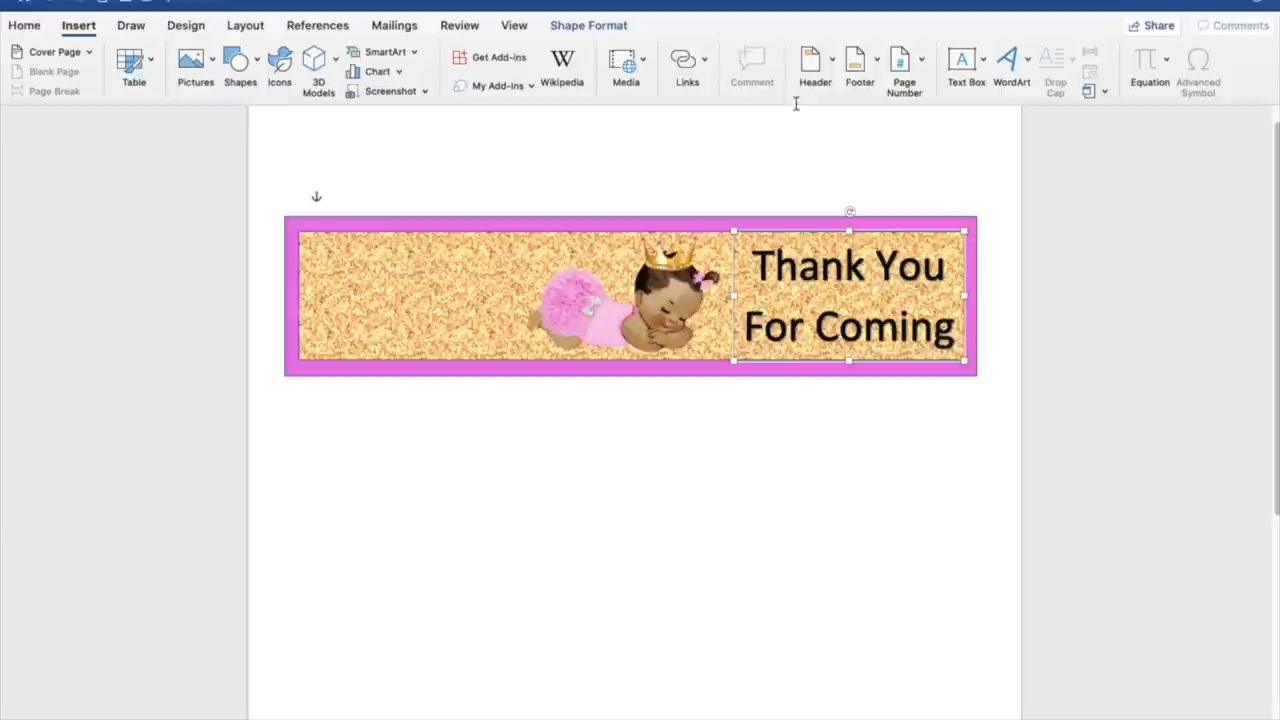 Home Insert Draw Design Layout References Mailings Review View Shape Format Share Comments
Cover Page
Blank Page
Page Break
Table
Pictures
Shapes
Icons
3D
Models
SmartArt
Chart
Screenshot
Get Add-ins
My Add-ins
W
Wikipedia
Media
Links
Comment
Header
Footer
#
Page
Number
A
Text Box
A
WordArt
A
Drop
Cap
π
Equation
Ω
Advanced
Symbol
Thank You
For Coming